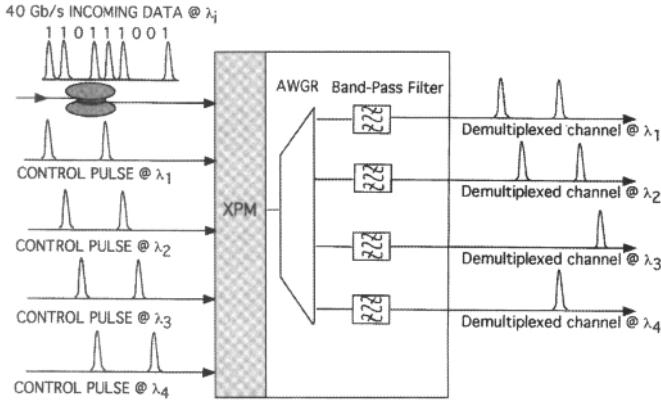 40 Gb/s INCOMING DATA @ λj
1 1 0 1 1 1 0 0 1
AWGR
Band-Pass Filter
Demultiplexed channel @ λ1
CONTROL PULSE @ λ1
Demultiplexed channel @ λ2
XPM
CONTROL PULSE @ λ2
Demultiplexed channel @ λ3
CONTROL PULSE @ λ3
Demultiplexed channel @ λ4
CONTROL PULSE @ λ4